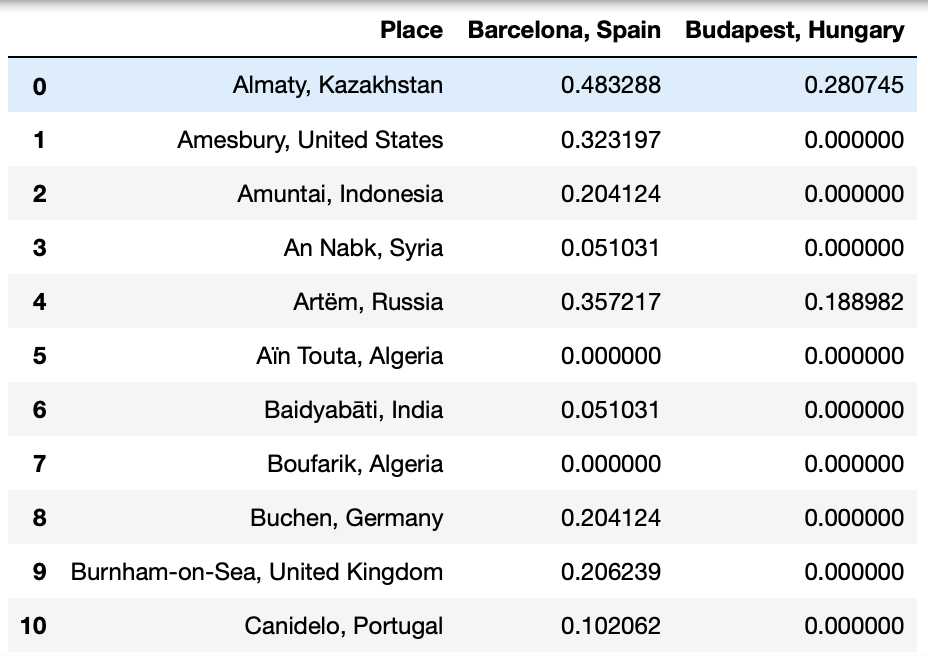 Place Barcelona, Spain Budapest, Hungary
0 Almaty, Kazakhstan 0.483288 0.280745
1 Amesbury, United States 0.323197 0.000000
2 Amuntai, Indonesia 0.204124 0.000000
3 An Nabk, Syria 0.051031 0.000000
4 Artëm, Russia 0.357217 0.188982
5 Aïn Touta, Algeria 0.000000 0.000000
6 Baidyabāti, India 0.051031 0.000000
7 Boufarik, Algeria 0.000000 0.000000
8 Buchen, Germany 0.204124 0.000000
9 Burnham-on-Sea, United Kingdom 0.206239 0.000000
10 Canidelo, Portugal 0.102062 0.000000